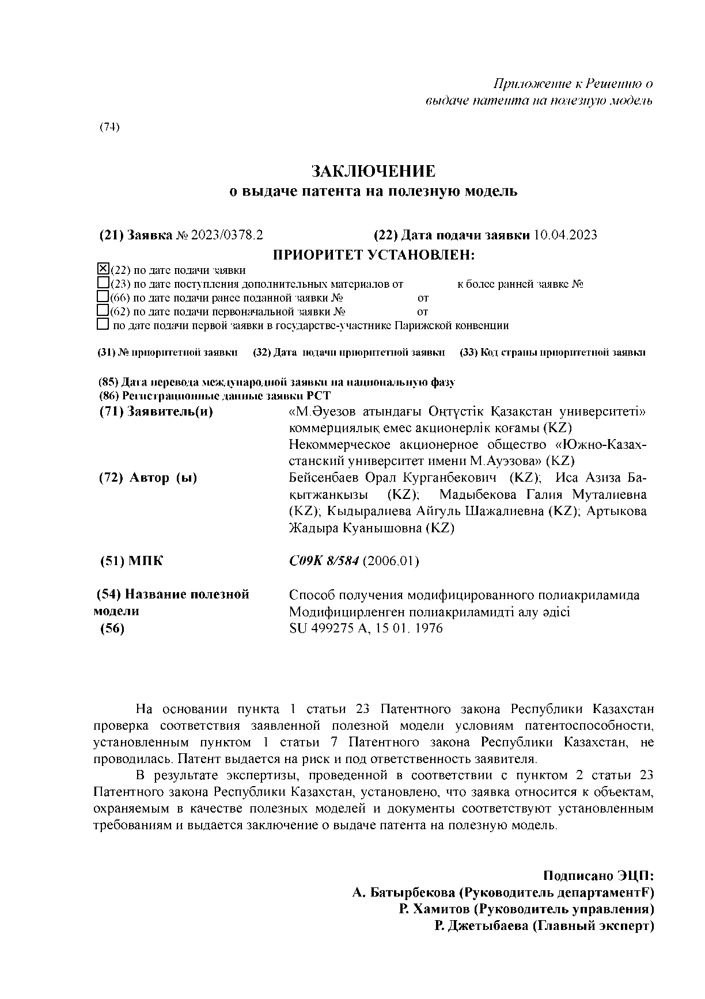 Приложение к Решению о
выдаче патента на полезную модель
(74)
ЗАКЛЮЧЕНИЕ
о выдаче патента на полезную модель
(21) Заявка № 2023/0378.2 (22) Дата подачи заявки 10.04.2023
ПРИОРИТЕТ УСТАНОВЛЕН:
☒(22) по дате подачи заявки
☐(23) по дате поступления дополнительных материалов от к более ранней заявке №
☐(66) по дате подачи ранее поданной заявки № от
☐(62) по дате подачи первоначальной заявки № от
☐ по дате подачи первой заявки в государстве-участнике Парижской конвенции
(31) № приоритетной заявки (32) Дата подачи приоритетной заявки (33) Код страны приоритетной заявки
(85) Дата перевода международной заявки на национальную фазу
(86) Регистрационные данные заявки РСТ
(71) Заявитель(и) «М.Әуезов атындағы Оңтүстік Қазақстан университеті»
коммерциялық емес акционерлік қоғамы (KZ)
Некоммерческое акционерное общество «Южно-Казах-
станский университет имени М.Ауэзова» (KZ)
(72) Автор (ы) Бейсенбаев Орал Курганбекович (KZ); Иса Азиза Ба-
қытжанқызы (KZ); Мадыбекова Галия Муталиевна
(KZ); Кыдыралиева Айгуль Шажалиевна (KZ); Артыкова
Жадыра Куанышовна (KZ)
(51) МПК C09K 8/584 (2006.01)
(54) Название полезной Способ получения модифицированного полиакриламида
модели Модифицирленген полиакриламидті алу әдісі
(56) SU 499275 A, 15 01. 1976
На основании пункта 1 статьи 23 Патентного закона Республики Казахстан
проверка соответствия заявленной полезной модели условиям патентоспособности,
установленным пунктом 1 статьи 7 Патентного закона Республики Казахстан, не
проводилась. Патент выдается на риск и под ответственность заявителя.
В результате экспертизы, проведенной в соответствии с пунктом 2 статьи 23
Патентного закона Республики Казахстан, установлено, что заявка относится к объектам,
охраняемым в качестве полезных моделей и документы соответствуют установленным
требованиям и выдается заключение о выдаче патента на полезную модель.
Подписано ЭЦП:
А. Батырбекова (Руководитель департаментF)
Р. Хамитов (Руководитель управления)
Р. Джетыбаева (Главный эксперт)